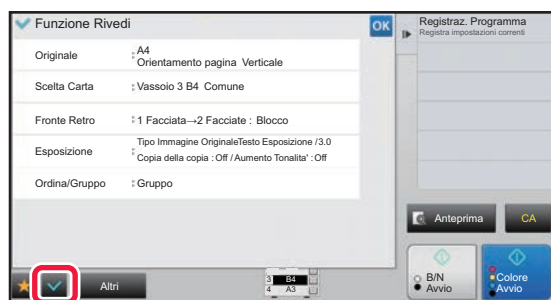 Funzione Rivedi
OK
Originale
: A4
Orientamento pagina Verticale
Scelta Carta
: Vassoio 3 B4 Comune
Fronte Retro
: 1 Facciata→2 Facciate : Blocco
Esposizione
: Tipo Immagine OriginaleTesto Esposizione /3.0
Copia della copia : Off / Aumento Tonalita' : Off
Ordina/Gruppo
: Gruppo
Altri
3 B4
4 A3
Registraz. Programma
Registra impostazioni correnti
Anteprima
CA
B/N
Avvio
Colore
Avvio